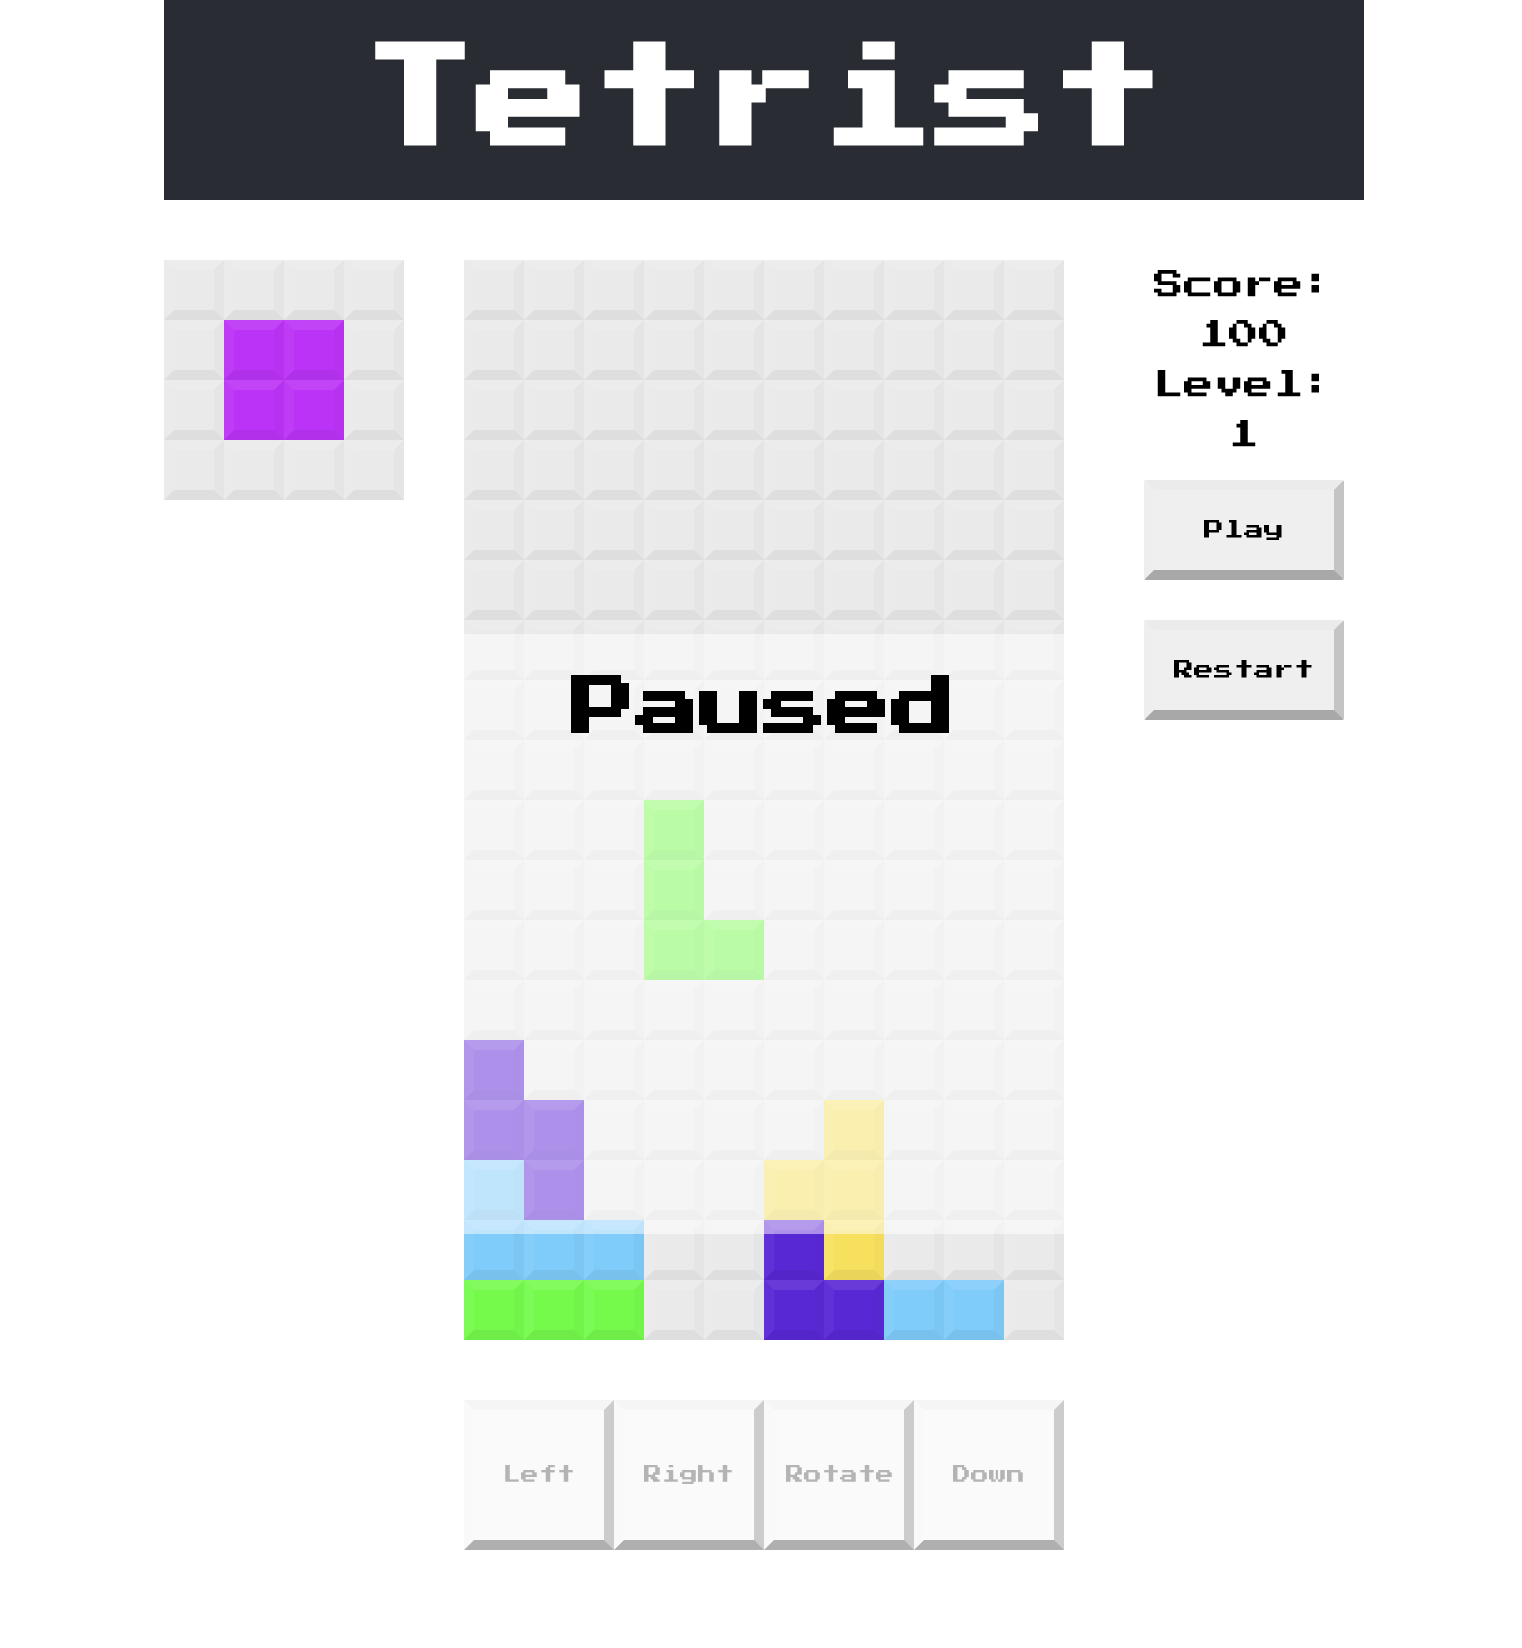 Tetrist
Score:
100
Level:
1
Play
Restart
Paused
Left
Right
Rotate
Down